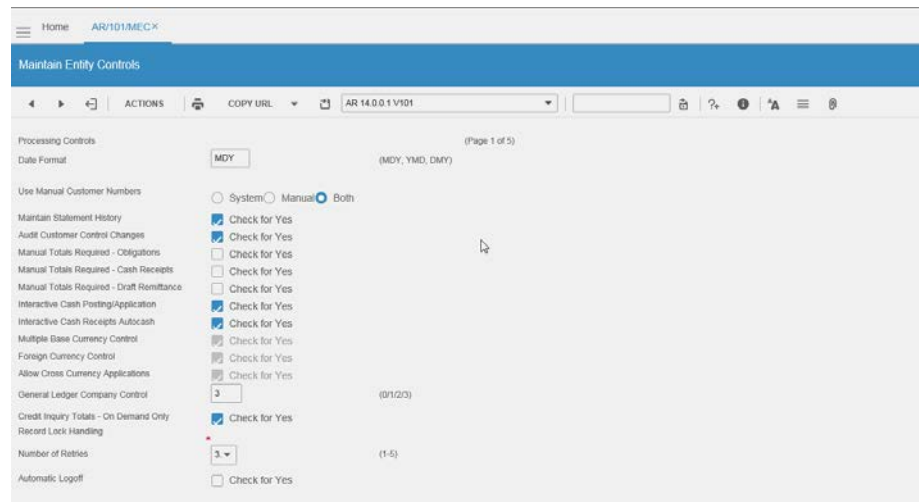 Home AR/101/MEC×
Maintain Entity Controls
ACTIONS COPY URL AR 14.0.0.1 V101
Processing Controls (Page 1 of 5)
Date Format MDY (MDY, YMD, DMY)
Use Manual Customer Numbers System Manual Both
Maintain Statement History Check for Yes
Audit Customer Control Changes Check for Yes
Manual Totals Required - Obligations Check for Yes
Manual Totals Required - Cash Receipts Check for Yes
Manual Totals Required - Draft Remittance Check for Yes
Interactive Cash Posting/Application Check for Yes
Interactive Cash Receipts Autocash Check for Yes
Multiple Base Currency Control Check for Yes
Foreign Currency Control Check for Yes
Allow Cross Currency Applications Check for Yes
General Ledger Company Control 3 (0/1/2/3)
Credit Inquiry Totals - On Demand Only Check for Yes
Record Lock Handling
Number of Retries 3. (1-5)
Automatic Logoff Check for Yes